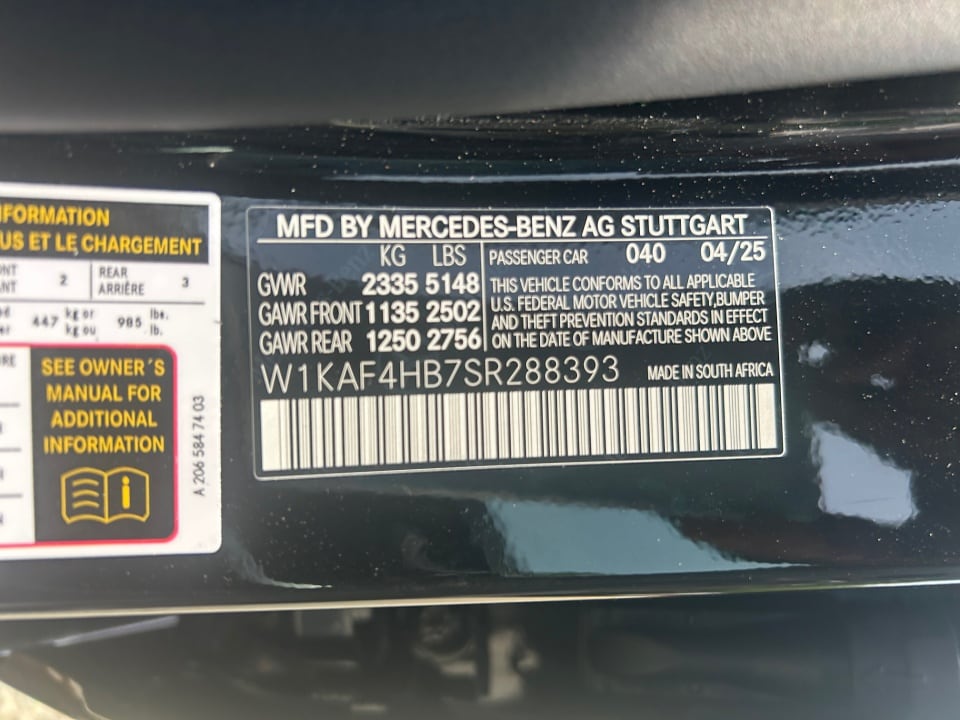 FORMATION
US ET LE CHARGEMENT
2
REAR
ARRIÈRE
3
447
kg or
kg ou
985
lbs.
lb.
SEE OWNER´S
MANUAL FOR
ADDITIONAL
INFORMATION
i
A 206 584 74 03
MFD BY MERCEDES-BENZ AG STUTTGART
KG LBS
GVWR 2335 5148
GAWR FRONT 1135 2502
GAWR REAR 1250 2756
PASSENGER CAR 040 04/25
THIS VEHICLE CONFORMS TO ALL APPLICABLE
U.S. FEDERAL MOTOR VEHICLE SAFETY,BUMPER
AND THEFT PREVENTION STANDARDS IN EFFECT
ON THE DATE OF MANUFACTURE SHOWN ABOVE
W1KAF4HB7SR288393 MADE IN SOUTH AFRICA